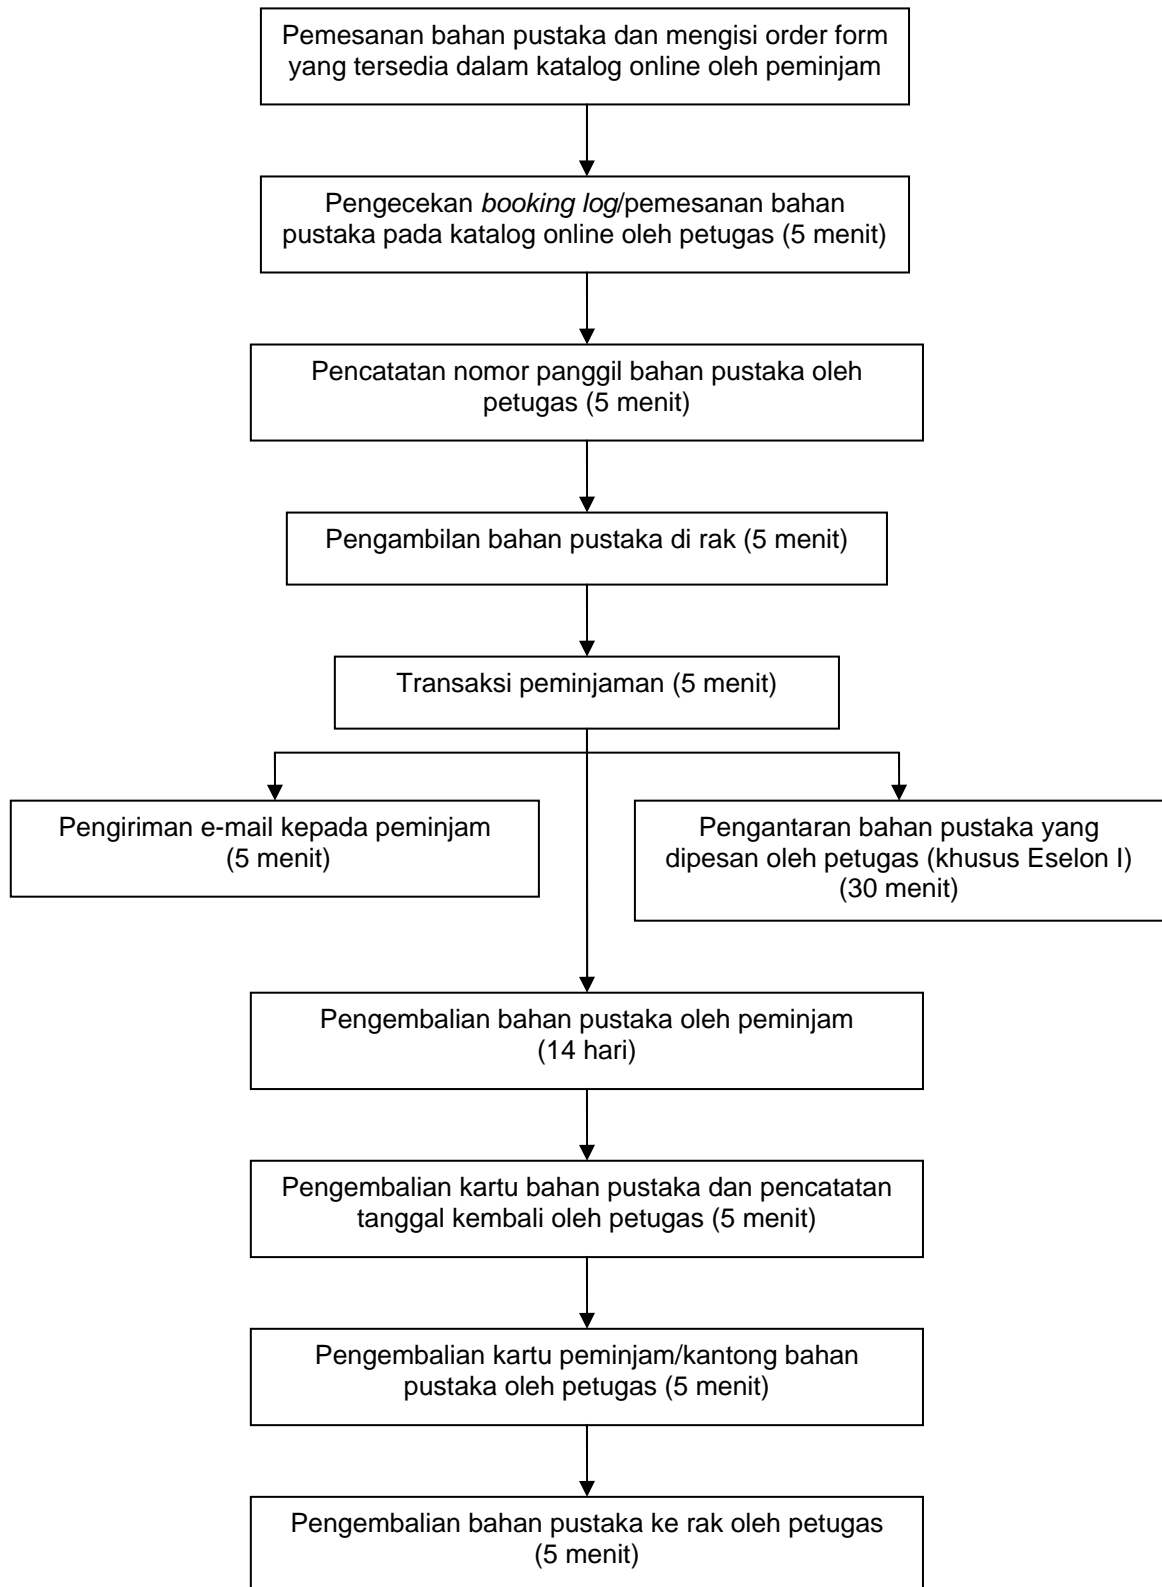 Pemesanan bahan pustaka dan mengisi order form
yang tersedia dalam katalog online oleh peminjam
Pengecekan booking log/pemesanan bahan
pustaka pada katalog online oleh petugas (5 menit)
Pencatatan nomor panggil bahan pustaka oleh
petugas (5 menit)
Pengambilan bahan pustaka di rak (5 menit)
Transaksi peminjaman (5 menit)
Pengiriman e-mail kepada peminjam
(5 menit)
Pengantaran bahan pustaka yang
dipesan oleh petugas (khusus Eselon I)
(30 menit)
Pengembalian bahan pustaka oleh peminjam
(14 hari)
Pengembalian kartu bahan pustaka dan pencatatan
tanggal kembali oleh petugas (5 menit)
Pengembalian kartu peminjam/kantong bahan
pustaka oleh petugas (5 menit)
Pengembalian bahan pustaka ke rak oleh petugas
(5 menit)